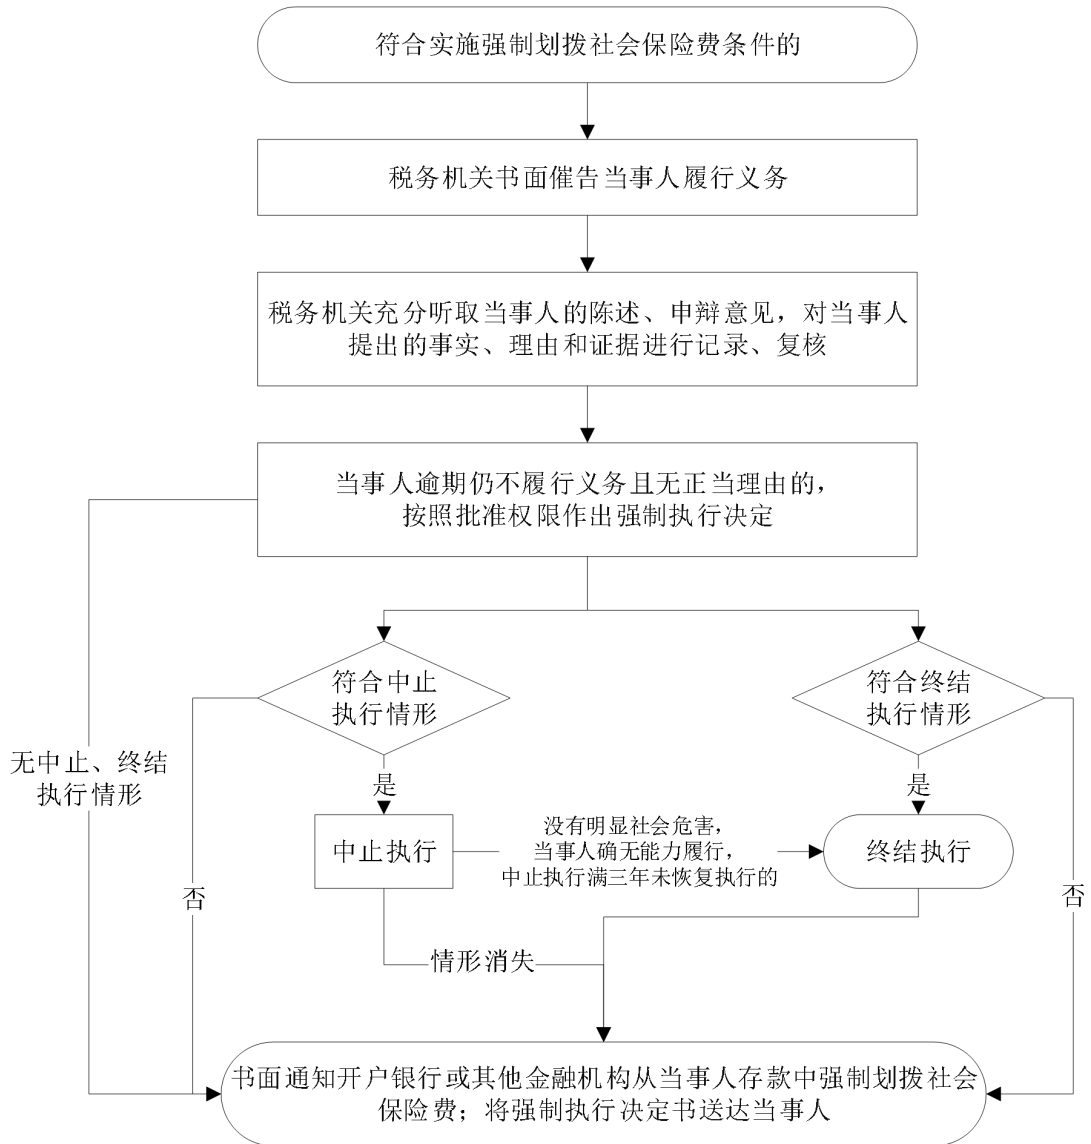 符合实施强制划拨社会保险费条件的
税务机关书面催告当事人履行义务
税务机关充分听取当事人的陈述、申辩意见，对当事人
提出的事实、理由和证据进行记录、复核
当事人逾期仍不履行义务且无正当理由的，
按照批准权限作出强制执行决定
符合中止
执行情形
符合终结
执行情形
无中止、终结
执行情形
是
是
中止执行
没有明显社会危害，
当事人确无能力履行，
中止执行满三年未恢复执行的
终结执行
否
否
情形消失
书面通知开户银行或其他金融机构从当事人存款中强制划拨社会
保险费；将强制执行决定书送达当事人